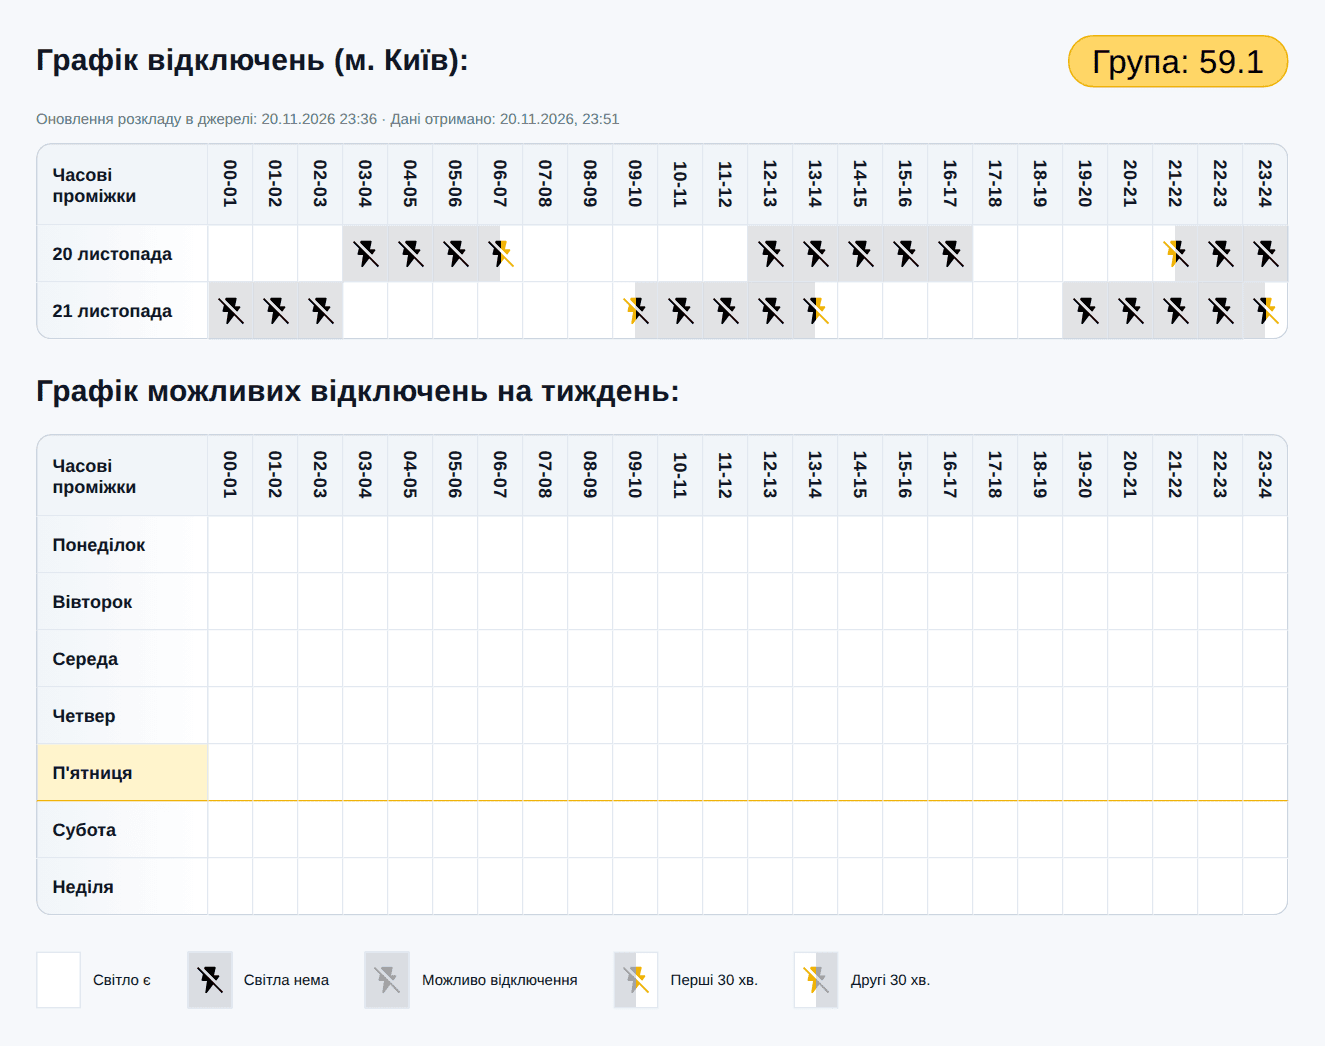 Графік відключень (м. Київ):
Група: 59.1
Оновлення розкладу в джерелі: 20.11.2026 23:36 · Дані отримано: 20.11.2026, 23:51
Часові проміжки 00-01 01-02 02-03 03-04 04-05 05-06 06-07 07-08 08-09 09-10 10-11 11-12 12-13 13-14 14-15 15-16 16-17 17-18 18-19 19-20 20-21 21-22 22-23 23-24
20 листопада
21 листопада
Графік можливих відключень на тиждень:
Часові проміжки 00-01 01-02 02-03 03-04 04-05 05-06 06-07 07-08 08-09 09-10 10-11 11-12 12-13 13-14 14-15 15-16 16-17 17-18 18-19 19-20 20-21 21-22 22-23 23-24
Понеділок
Вівторок
Середа
Четвер
П'ятниця
Субота
Неділя
Світло є Світла нема Можливо відключення Перші 30 хв. Другі 30 хв.